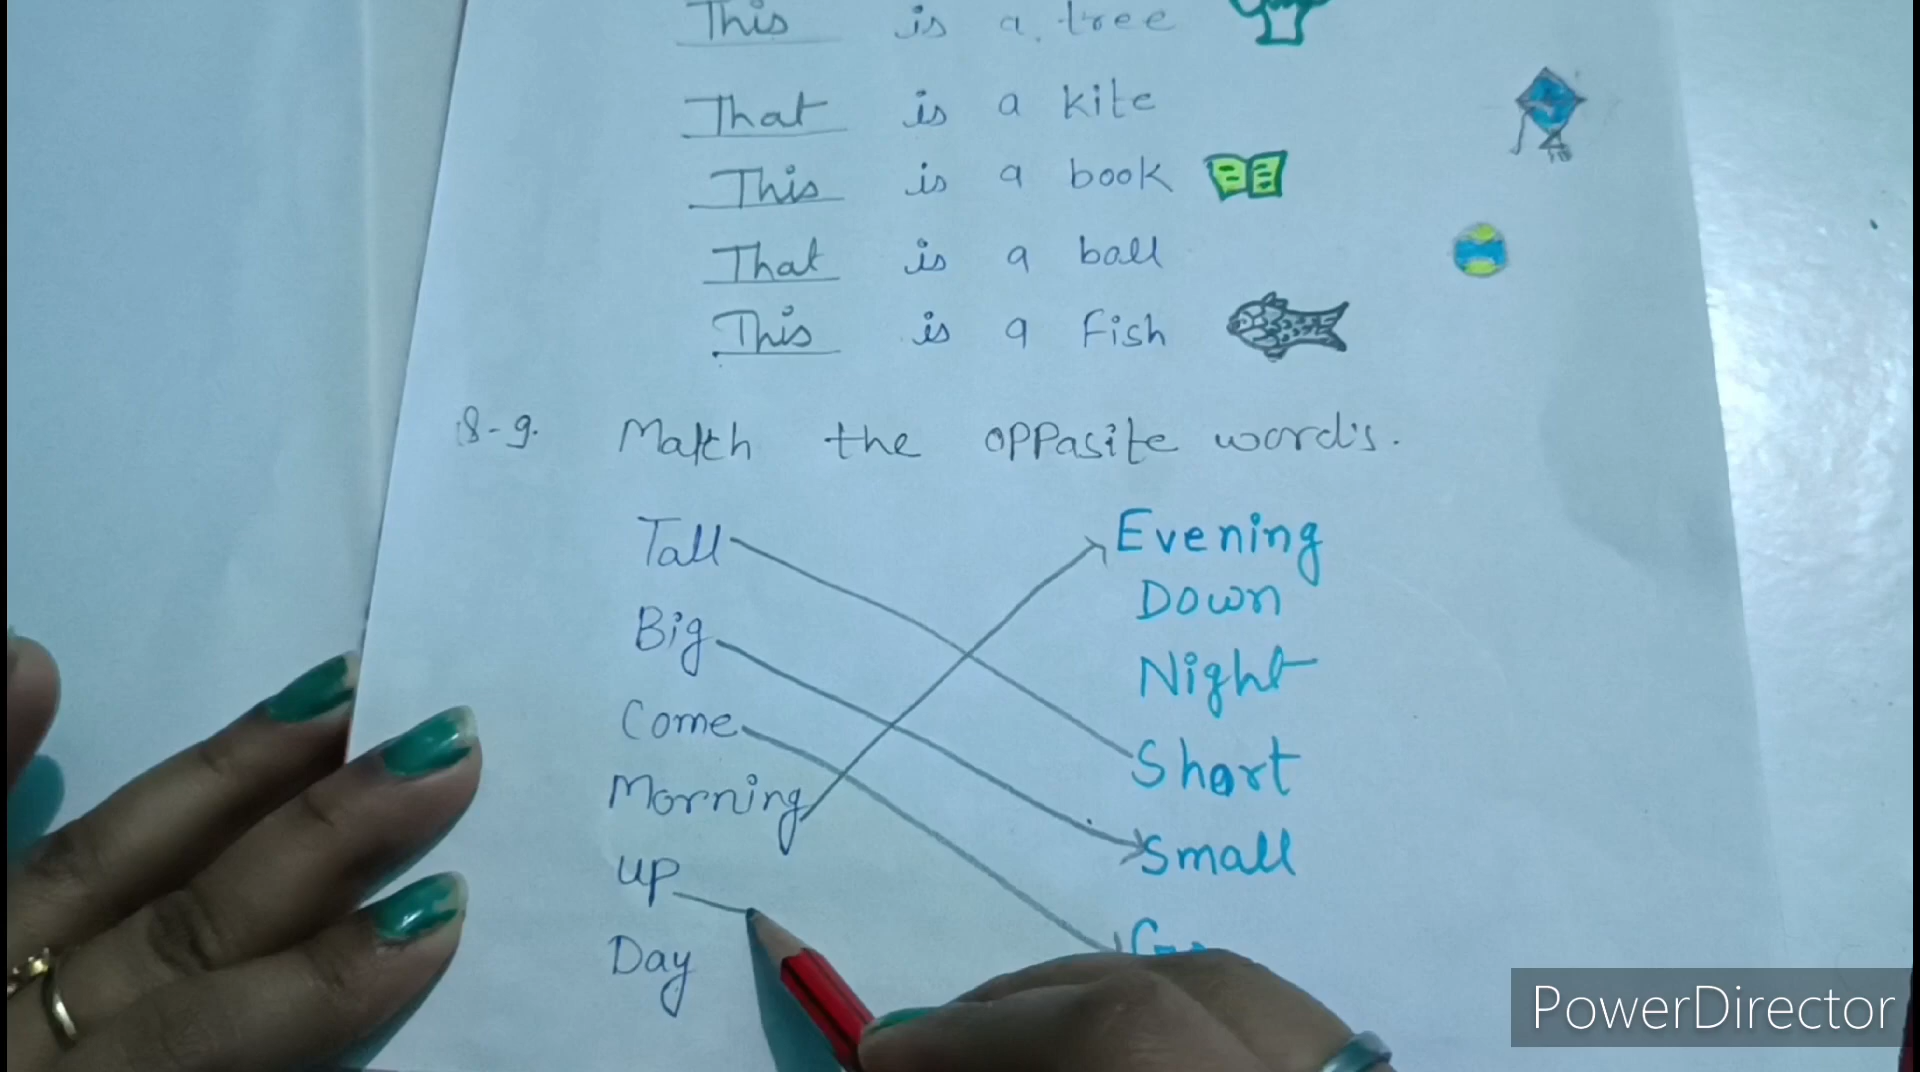 This is a tree
That is a kite
This is a book
That is a ball
This is a Fish
8-9. Match the oppasite words.
Tall Evening
Big Down
Come Night
Morning Short
up Small
Day
PowerDirector